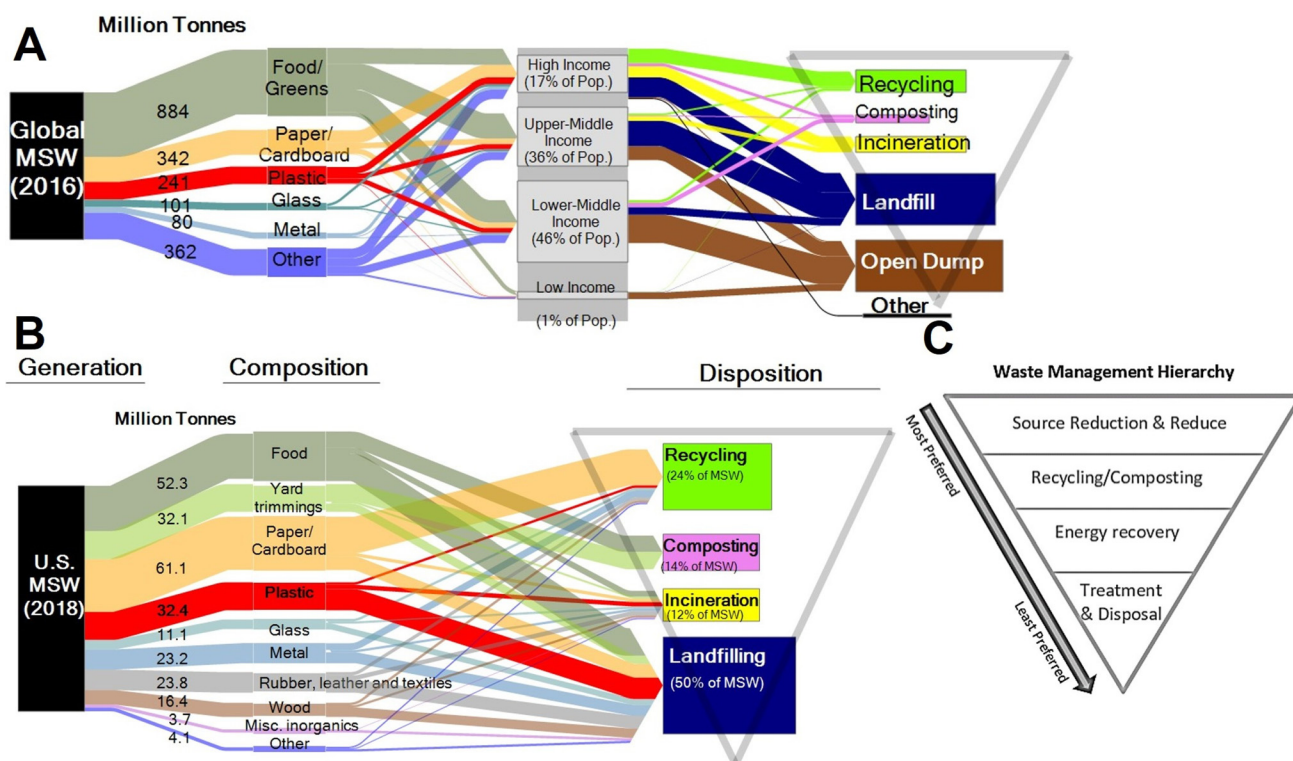 A
Million Tonnes
Global
MSW
(2016)
884
342
241
101
80
362
Food/
Greens
Paper/
Cardboard
Plastic
Glass
Metal
Other
High Income
(17% of Pop.)
Upper-Middle
Income
(36% of Pop.)
Lower-Middle
Income
(46% of Pop.)
Low Income
(1% of Pop.)
Recycling
Composting
Incineration
Landfill
Open Dump
Other
B
Generation
Composition
Disposition
Million Tonnes
U.S.
MSW
(2018)
52.3
32.1
61.1
32.4
11.1
23.2
23.8
16.4
3.7
4.1
Food
Yard
trimmings
Paper/
Cardboard
Plastic
Glass
Metal
Rubber, leather and textiles
Wood
Misc. inorganics
Other
Recycling
(24% of MSW)
Composting
(14% of MSW)
Incineration
(12% of MSW)
Landfilling
(50% of MSW)
C
Waste Management Hierarchy
Most Preferred
Least Preferred
Source Reduction & Reduce
Recycling/Composting
Energy recovery
Treatment
& Disposal